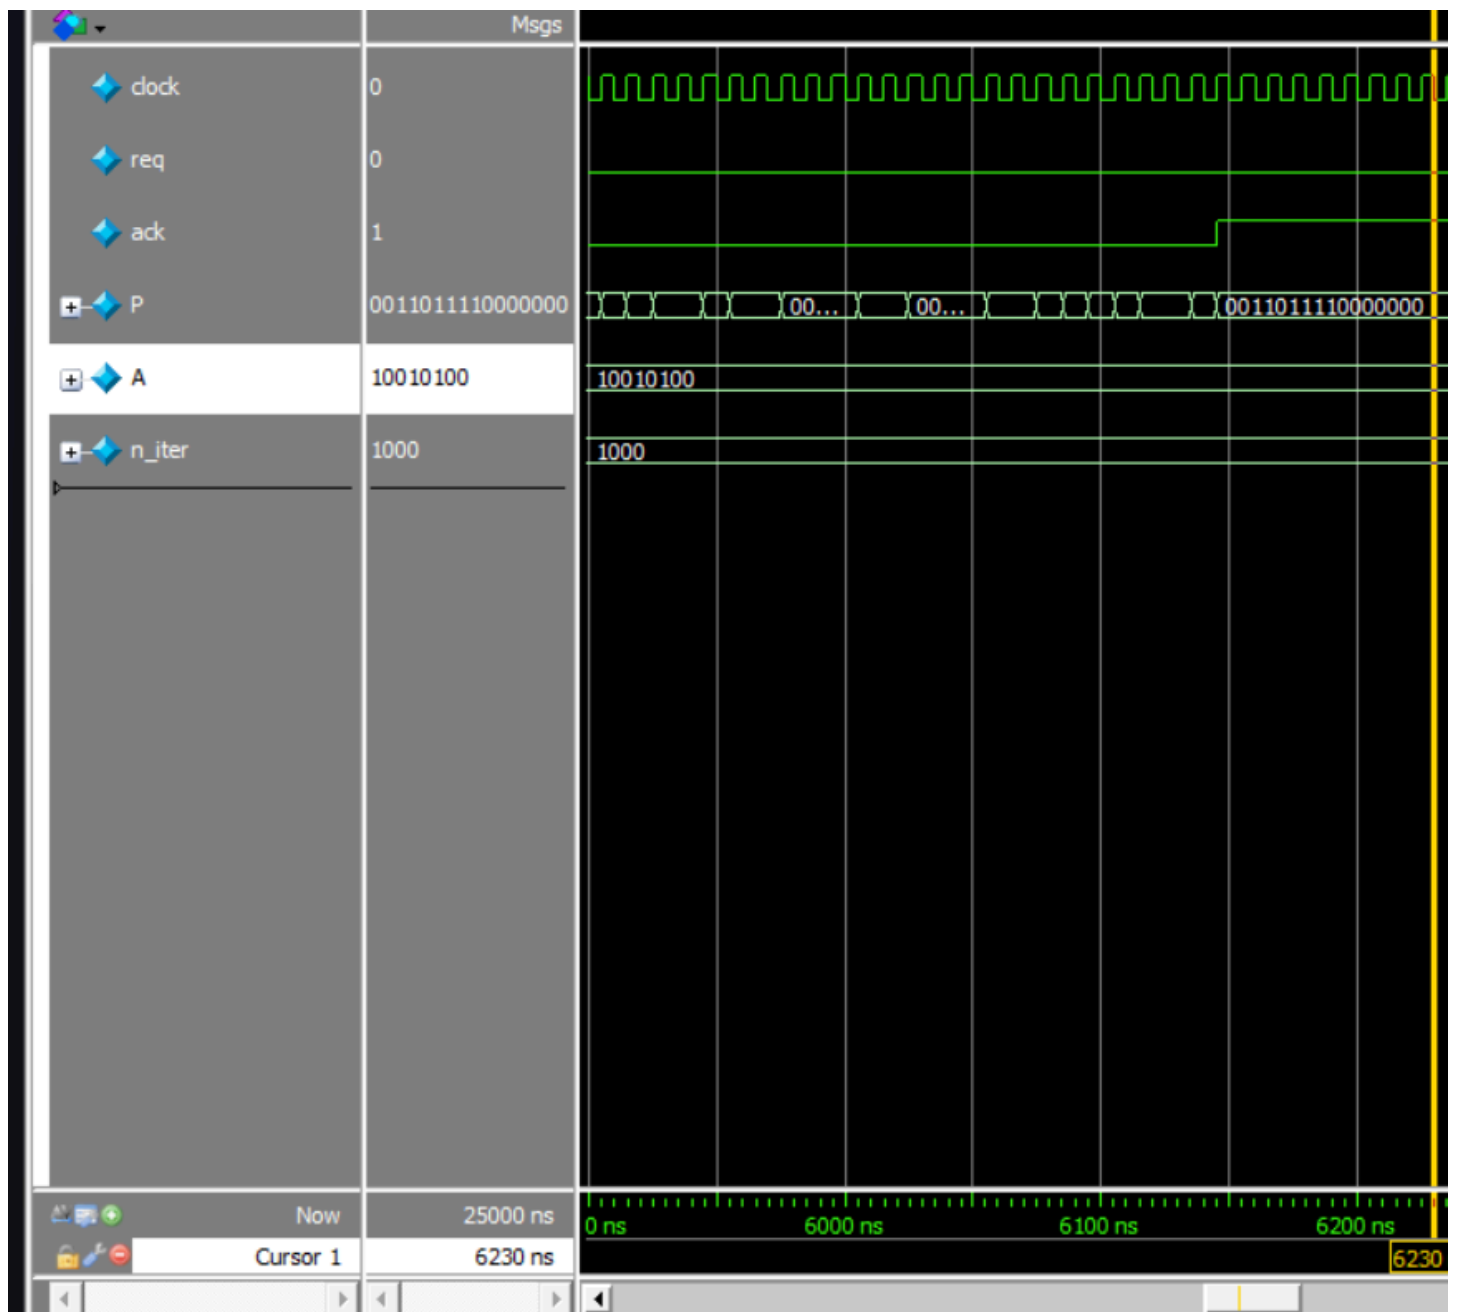 Msgs
clock 0
req 0
ack 1
P 0011011110000000 00... 00... 0011011110000000
A 10010100 10010100
n_iter 1000 1000
Now 25000 ns 0 ns 6000 ns 6100 ns 6200 ns
Cursor 1 6230 ns 6230